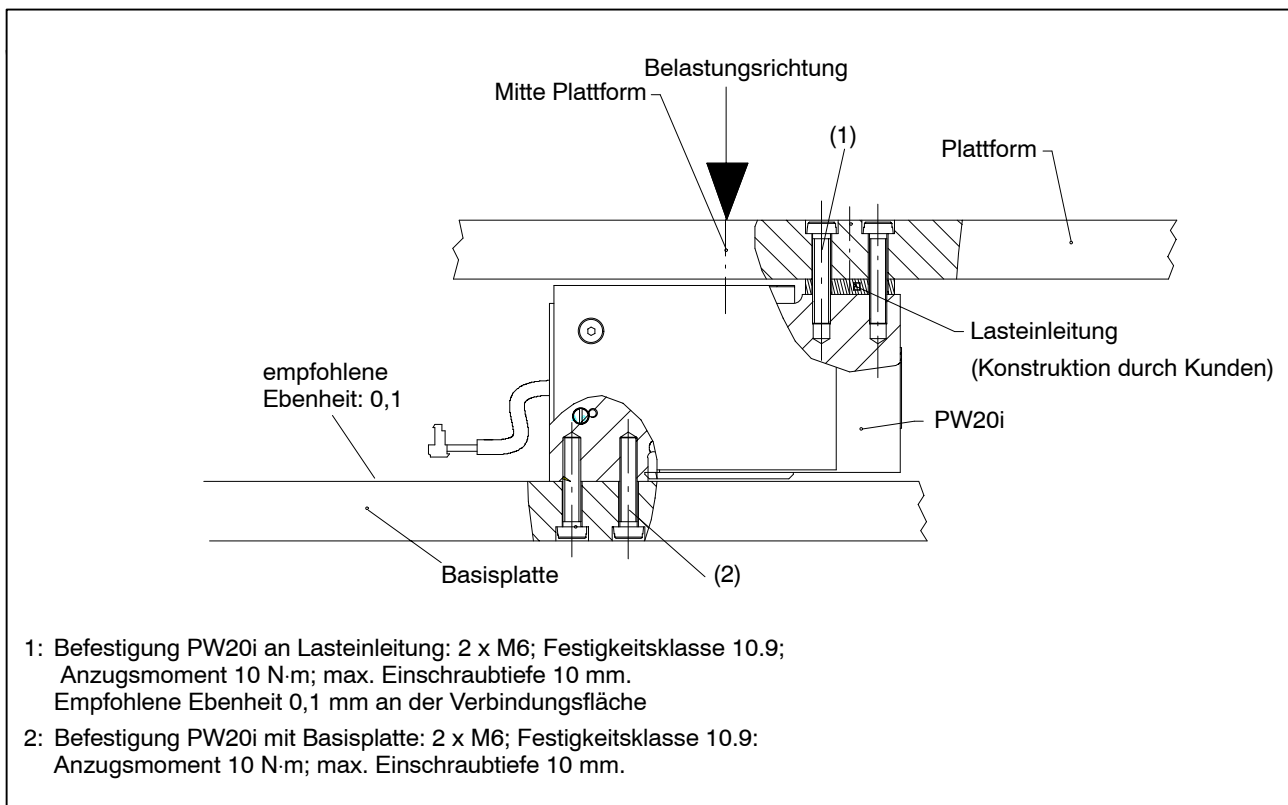 Belastungsrichtung
Mitte Plattform
(1)
Plattform
Lasteinleitung
(Konstruktion durch Kunden)
empfohlene
Ebenheit: 0,1
PW20i
Basisplatte
(2)
1: Befestigung PW20i an Lasteinleitung: 2 x M6; Festigkeitsklasse 10.9;
Anzugsmoment 10 N·m; max. Einschraubtiefe 10 mm.
Empfohlene Ebenheit 0,1 mm an der Verbindungsfläche
2: Befestigung PW20i mit Basisplatte: 2 x M6; Festigkeitsklasse 10.9:
Anzugsmoment 10 N·m; max. Einschraubtiefe 10 mm.